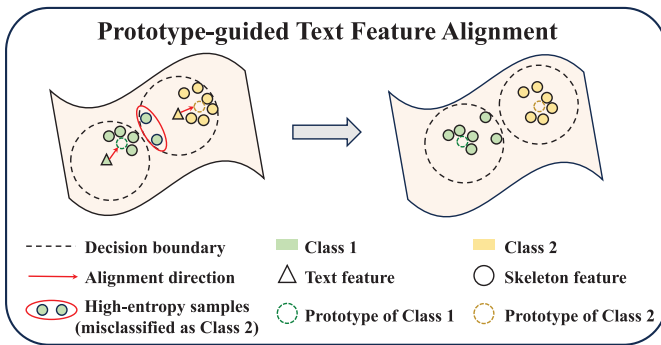 Prototype-guided Text Feature Alignment
Decision boundary
Class 1
Class 2
Alignment direction
Text feature
Skeleton feature
High-entropy samples
(misclassified as Class 2)
Prototype of Class 1
Prototype of Class 2